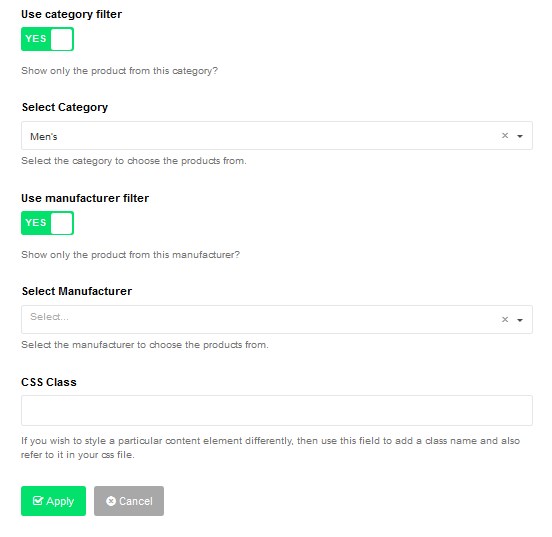 Use category filter
YES
Show only the product from this category?
Select Category
Men's
Select the category to choose the products from.
Use manufacturer filter
YES
Show only the product from this manufacturer?
Select Manufacturer
Select...
Select the manufacturer to choose the products from.
CSS Class
If you wish to style a particular content element differently, then use this field to add a class name and also
refer to it in your css file.
Apply Cancel